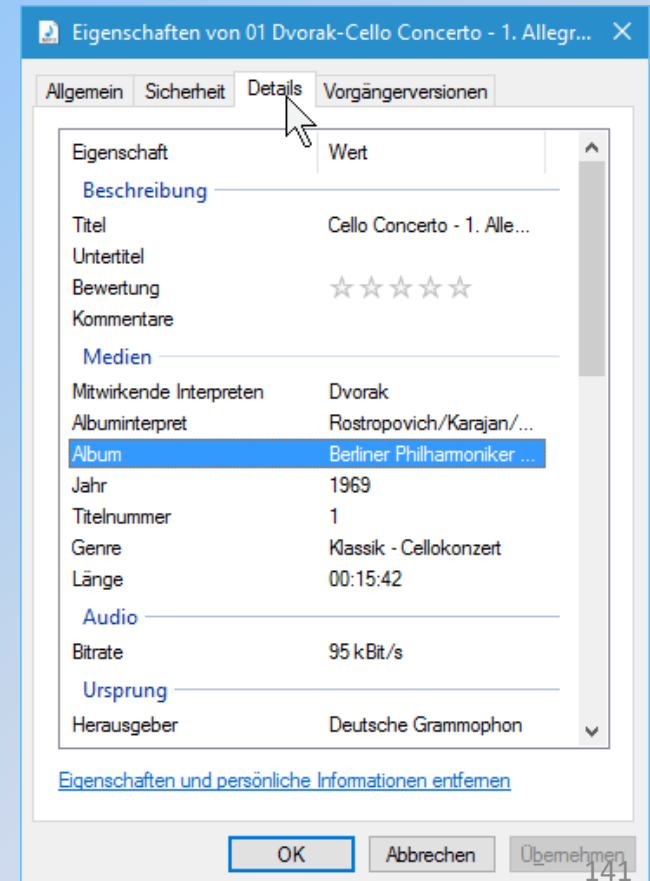 Eigenschaften von 01 Dvorak-Cello Concerto - 1. Allegr...
Allgemein Sicherheit Details Vorgängerversionen
Eigenschaft Wert
Beschreibung
Titel Cello Concerto - 1. Alle...
Untertitel
Bewertung
Kommentare
Medien
Mitwirkende Interpreten Dvorak
Albuminterpret Rostropovich/Karajan/...
Album Berliner Philharmoniker ...
Jahr 1969
Titelnummer 1
Genre Klassik - Cellokonzert
Länge 00:15:42
Audio
Bitrate 95 kBit/s
Ursprung
Herausgeber Deutsche Grammophon
Eigenschaften und persönliche Informationen entfernen
OK Abbrechen Übernehmen
141